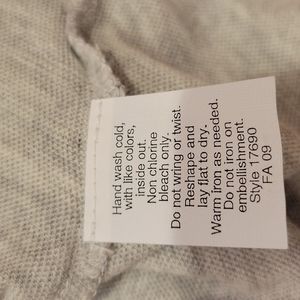 Hand wash cold,
with like colors,
inside out.
Non chlorine
bleach only.
Do not wring or twist.
Reshape and
lay flat to dry.
Warm iron as needed.
Do not iron on
embellishment.
Style 17690
FA 09